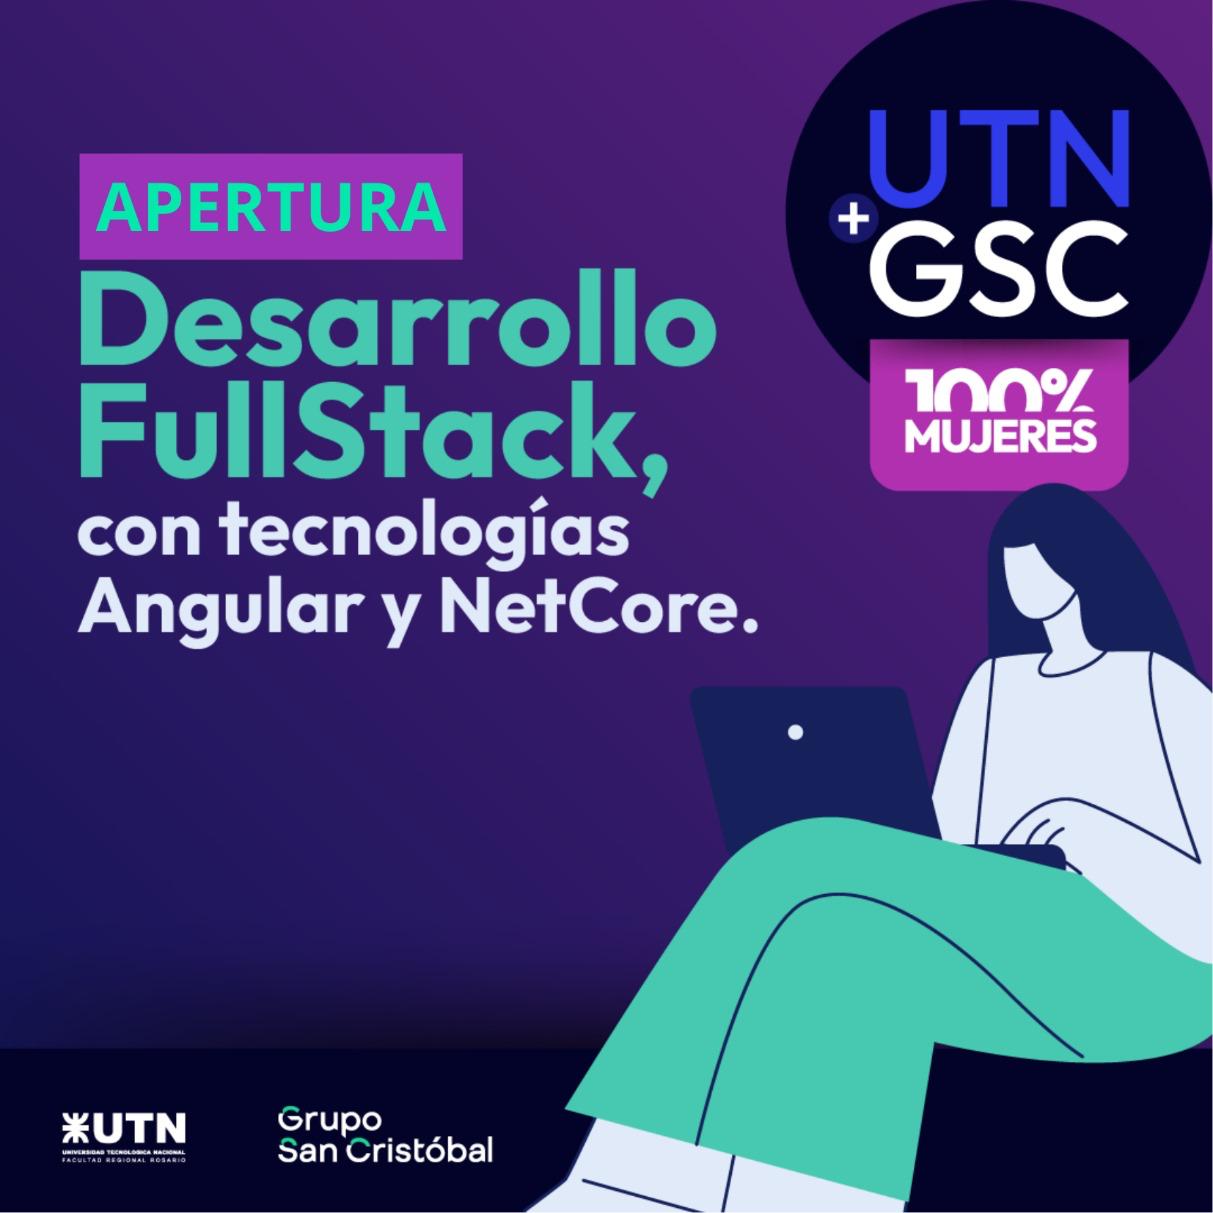 APERTURA
Desarrollo
FullStack,
con tecnologías
Angular y NetCore.
UTN
+
GSC
100%
MUJERES
UTN
UNIVERSIDAD TECNOLOGICA NACIONAL
FACULTAD REGIONAL ROSARIO
Grupo
San Cristóbal